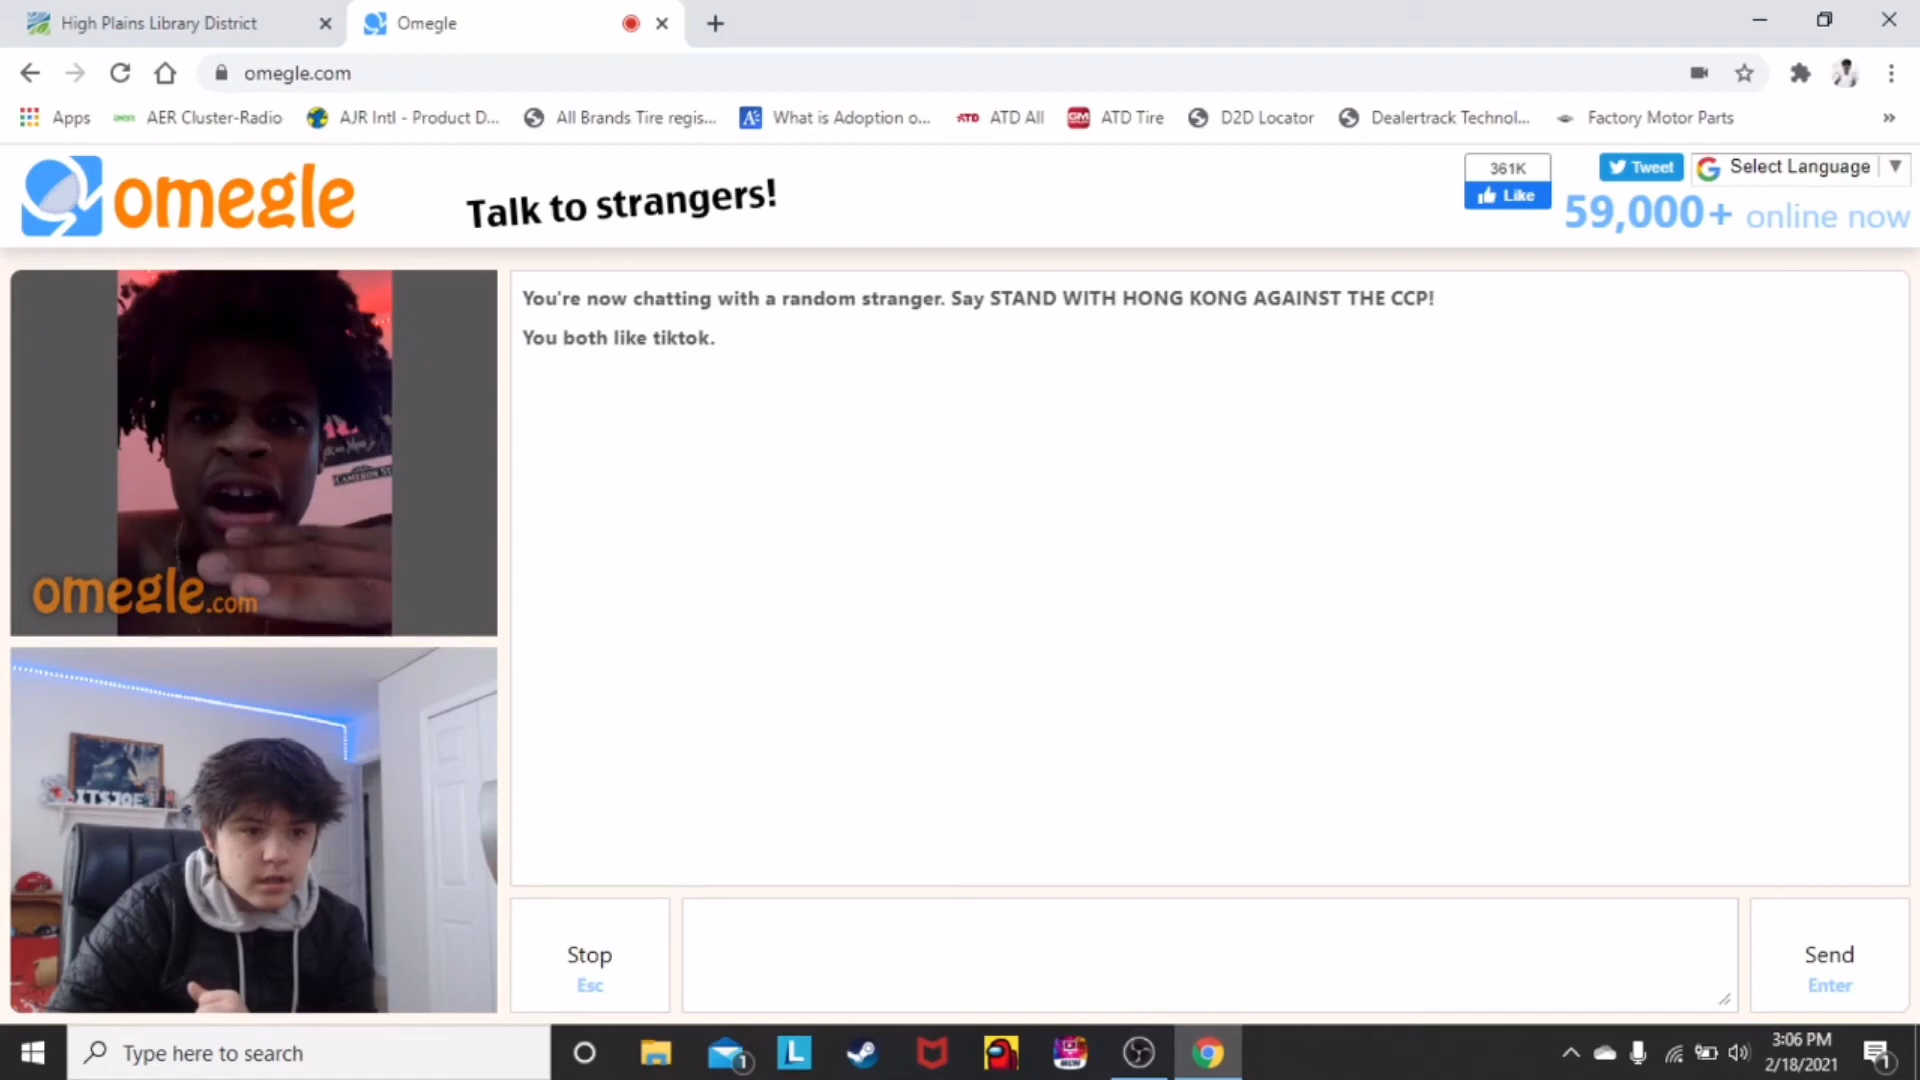 High Plains Library District
Omegle
omegle.com
Apps
AER Cluster-Radio
AJR Intl - Product D...
All Brands Tire regis...
What is Adoption o...
ATD All
ATD Tire
D2D Locator
Dealertrack Technol...
Factory Motor Parts
»
omegle
Talk to strangers!
361K
Like
Tweet
Select Language
59,000+ online now
You're now chatting with a random stranger. Say STAND WITH HONG KONG AGAINST THE CCP!
You both like tiktok.
CAMERON
omegle.com
ITSJOE
Stop
Esc
Send
Enter
Type here to search
1
L
3:06 PM
2/18/2021
1